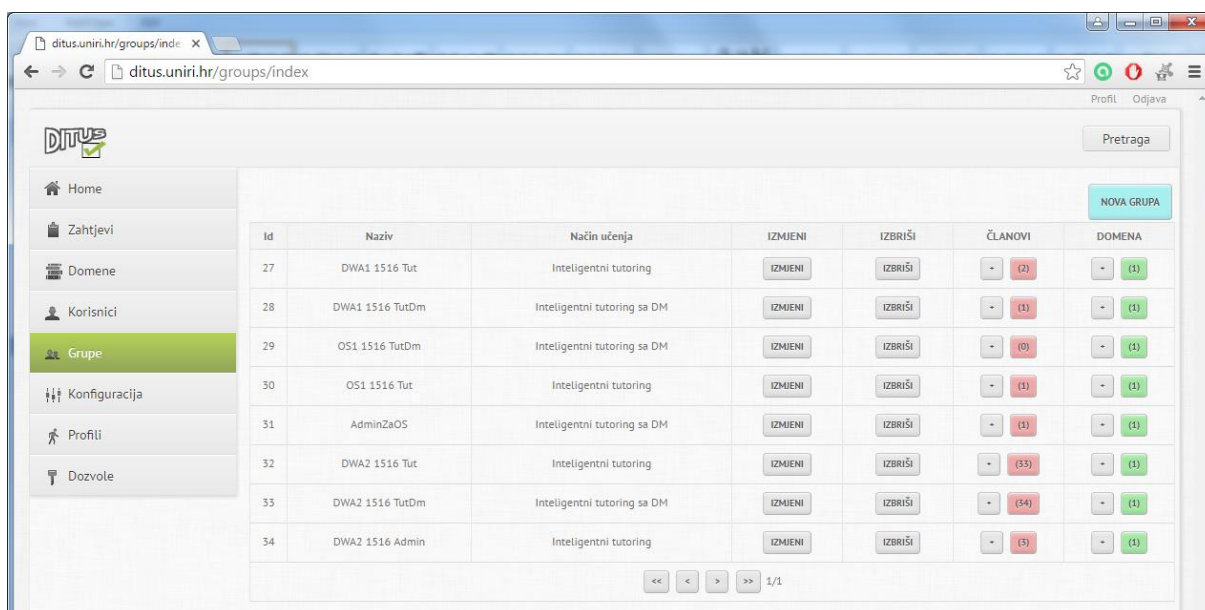 ditus.uniri.hr/groups/inde
ditus.uniri.hr/groups/index
Profil Odjava
DITUS
Pretraga
Home
Zahtjevi
Domene
Korisnici
Grupe
Konfiguracija
Profili
Dozvole
NOVA GRUPA
Id Naziv Način učenja IZMJENI IZBRIŠI ČLANOVI DOMENA
27 DWA1 1516 Tut Inteligentni tutoring IZMJENI IZBRIŠI + (2) + (1)
28 DWA1 1516 TutDm Inteligentni tutoring sa DM IZMJENI IZBRIŠI + (1) + (1)
29 OS1 1516 TutDm Inteligentni tutoring sa DM IZMJENI IZBRIŠI + (0) + (1)
30 OS1 1516 Tut Inteligentni tutoring IZMJENI IZBRIŠI + (1) + (1)
31 AdminZaOS Inteligentni tutoring sa DM IZMJENI IZBRIŠI + (1) + (1)
32 DWA2 1516 Tut Inteligentni tutoring IZMJENI IZBRIŠI + (33) + (1)
33 DWA2 1516 TutDm Inteligentni tutoring sa DM IZMJENI IZBRIŠI + (34) + (1)
34 DWA2 1516 Admin Inteligentni tutoring IZMJENI IZBRIŠI + (3) + (1)
<< < > >> 1/1